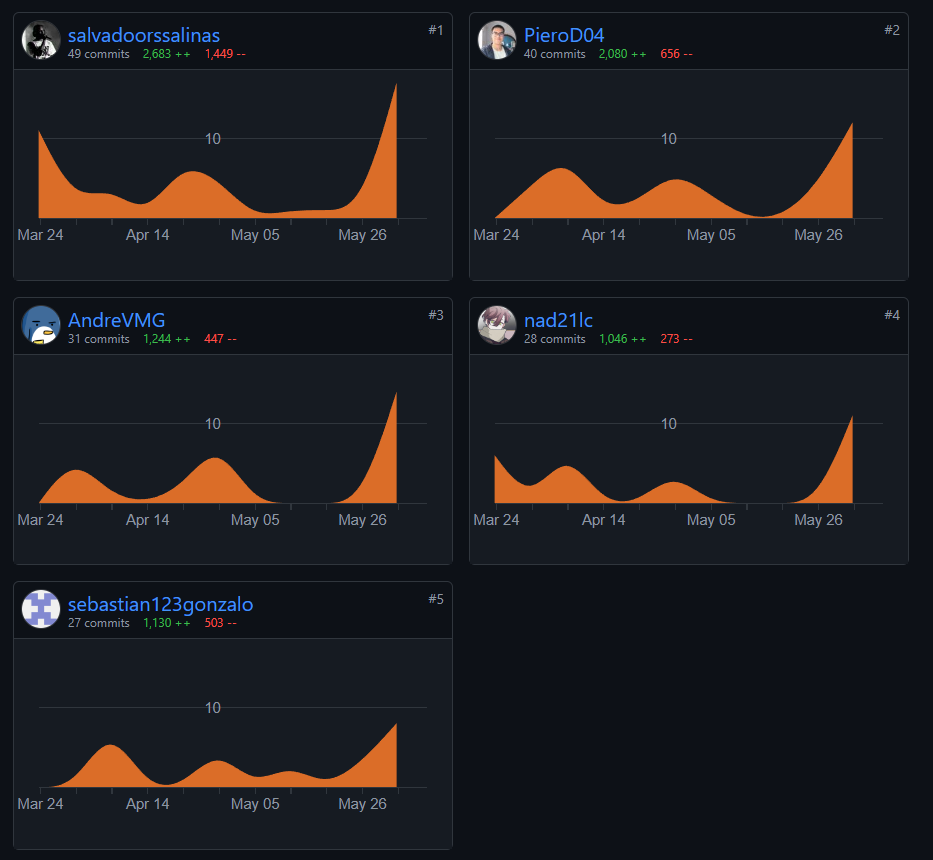 salvadoorssalinas #1
49 commits 2,683 ++ 1,449 --
10
Mar 24 Apr 14 May 05 May 26
PieroD04 #2
40 commits 2,080 ++ 656 --
10
Mar 24 Apr 14 May 05 May 26
AndreVMG #3
31 commits 1,244 ++ 447 --
10
Mar 24 Apr 14 May 05 May 26
nad21lc #4
28 commits 1,046 ++ 273 --
10
Mar 24 Apr 14 May 05 May 26
sebastian123gonzalo #5
27 commits 1,130 ++ 503 --
10
Mar 24 Apr 14 May 05 May 26